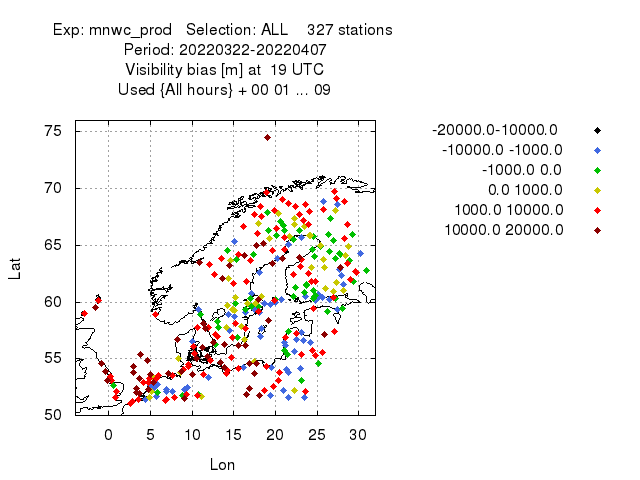 Exp: mnwc_prod   Selection: ALL    327 stations
Period: 20220322-20220407
Visibility bias [m] at  19 UTC
Used {All hours} + 00 01 ... 09
-20000.0-10000.0
-10000.0 -1000.0
-1000.0 0.0
0.0 1000.0
1000.0 10000.0
10000.0 20000.0
75
70
65
60
55
50
Lat
0 5 10 15 20 25 30
Lon